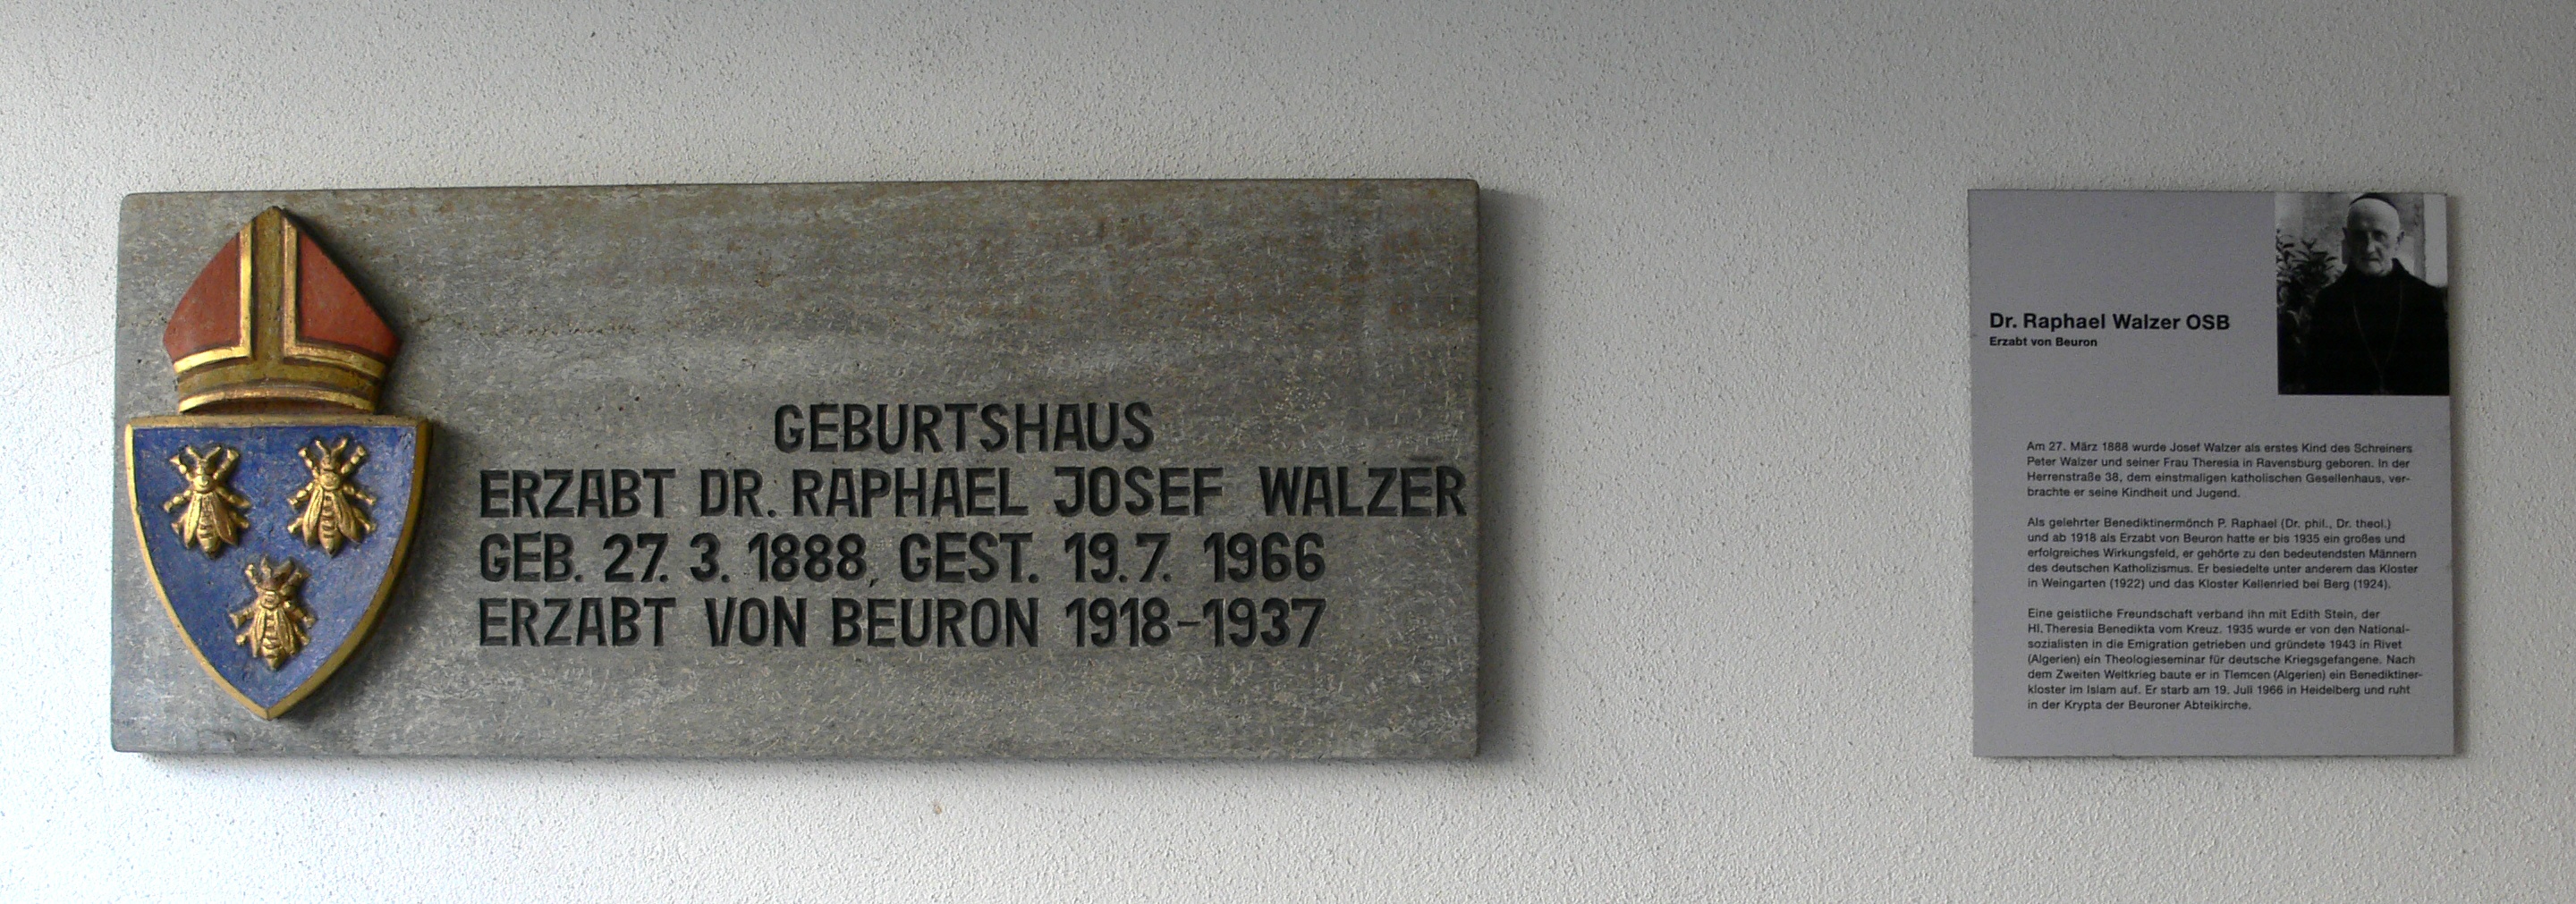 GEBURTSHAUS
ERZABT DR. RAPHAEL JOSEF WALZER
GEB. 27. 3. 1888, GEST. 19. 7. 1966
ERZABT VON BEURON 1918-1937
Dr. Raphael Walzer OSB
Erzabt von Beuron
Am 27. März 1888 wurde Josef Walzer als erstes Kind des Schreiners
Peter Walzer und seiner Frau Theresia in Ravensburg geboren. In der
Herrenstraße 38, dem einstmaligen katholischen Gesellenhaus, ver-
brachte er seine Kindheit und Jugend.
Als gelehrter Benediktinermönch P. Raphael (Dr. phil., Dr. theol.)
und ab 1918 als Erzabt von Beuron hatte er bis 1935 ein großes und
erfolgreiches Wirkungsfeld, er gehörte zu den bedeutendsten Männern
des deutschen Katholizismus. Er besiedelte unter anderem das Kloster
in Weingarten (1922) und das Kloster Kellenried bei Berg (1924).
Eine geistliche Freundschaft verband ihn mit Edith Stein, der
Hl. Theresia Benedikta vom Kreuz. 1935 wurde er von den National-
sozialisten in die Emigration getrieben und gründete 1943 in Rivet
(Algerien) ein Theologieseminar für deutsche Kriegsgefangene. Nach
dem Zweiten Weltkrieg baute er in Tlemcen (Algerien) ein Benediktiner-
kloster im Islam auf. Er starb am 19. Juli 1966 in Heidelberg und ruht
in der Krypta der Beuroner Abteikirche.